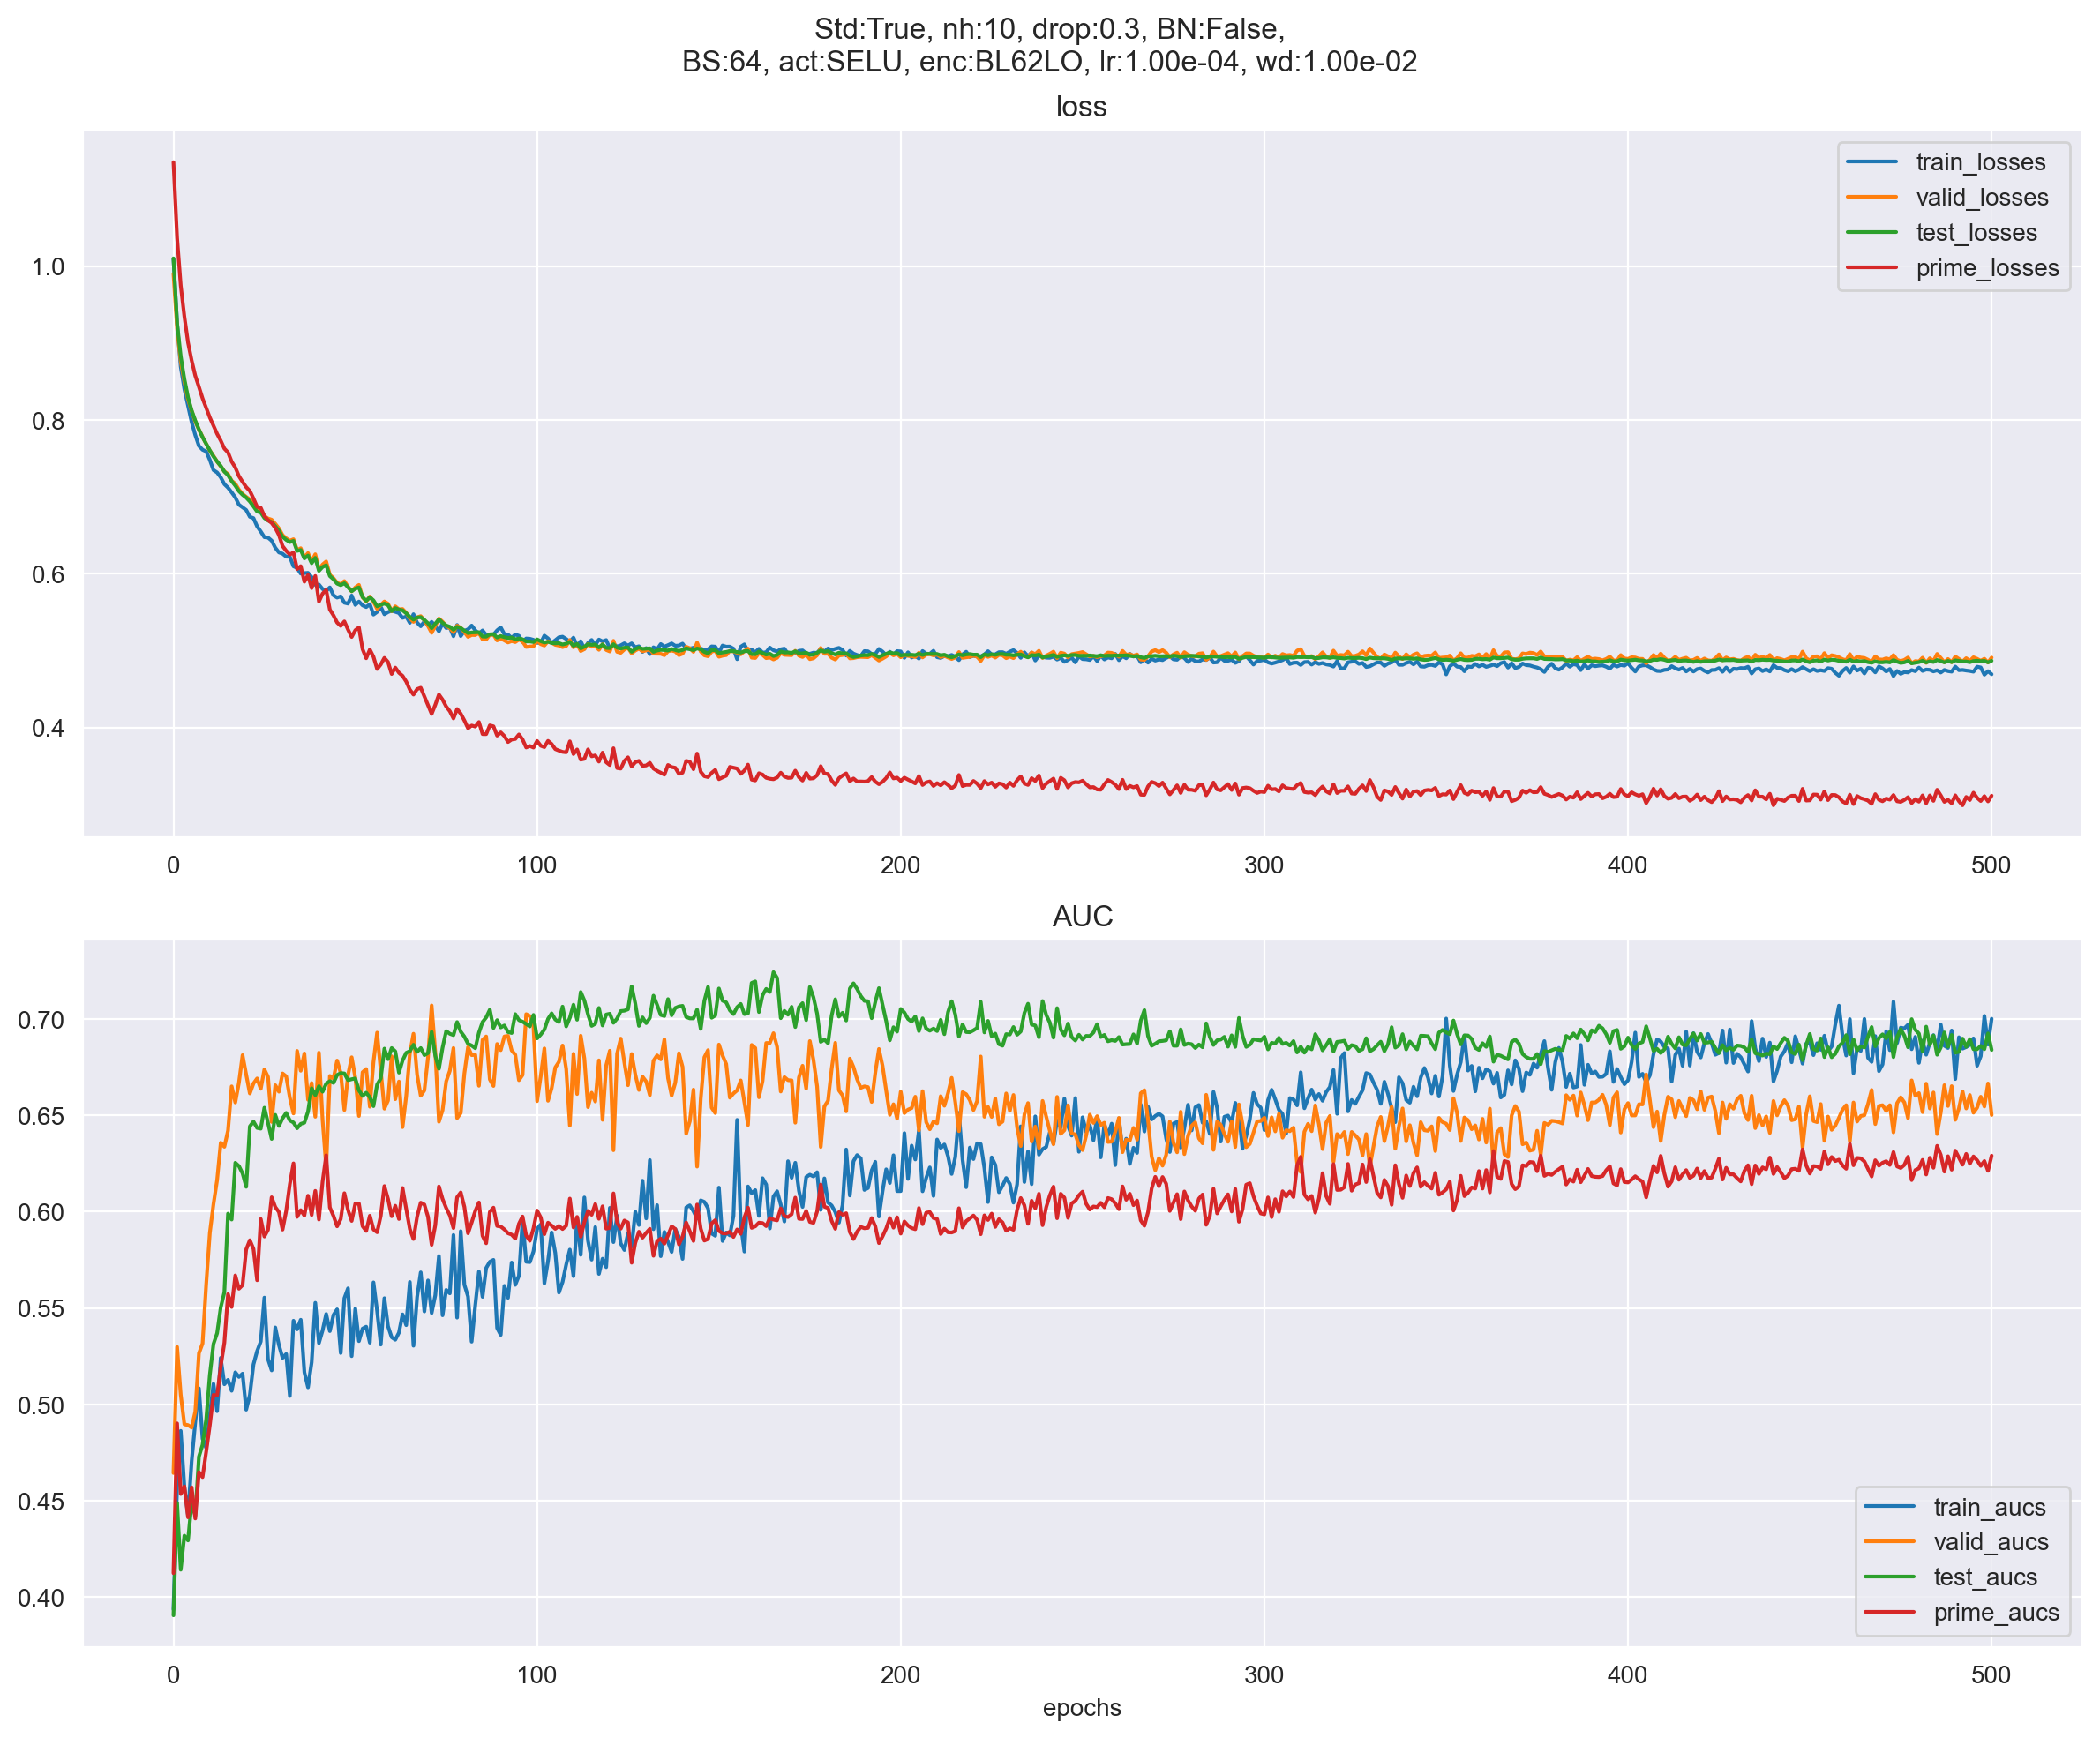 Std:True, nh:10, drop:0.3, BN:False,
BS:64, act:SELU, enc:BL62LO, lr:1.00e-04, wd:1.00e-02
loss
train_losses
valid_losses
test_losses
prime_losses
1.0
0.8
0.6
0.4
0 100 200 300 400 500
AUC
0.70
0.65
0.60
0.55
0.50
0.45
0.40
train_aucs
valid_aucs
test_aucs
prime_aucs
0 100 200 300 400 500
epochs